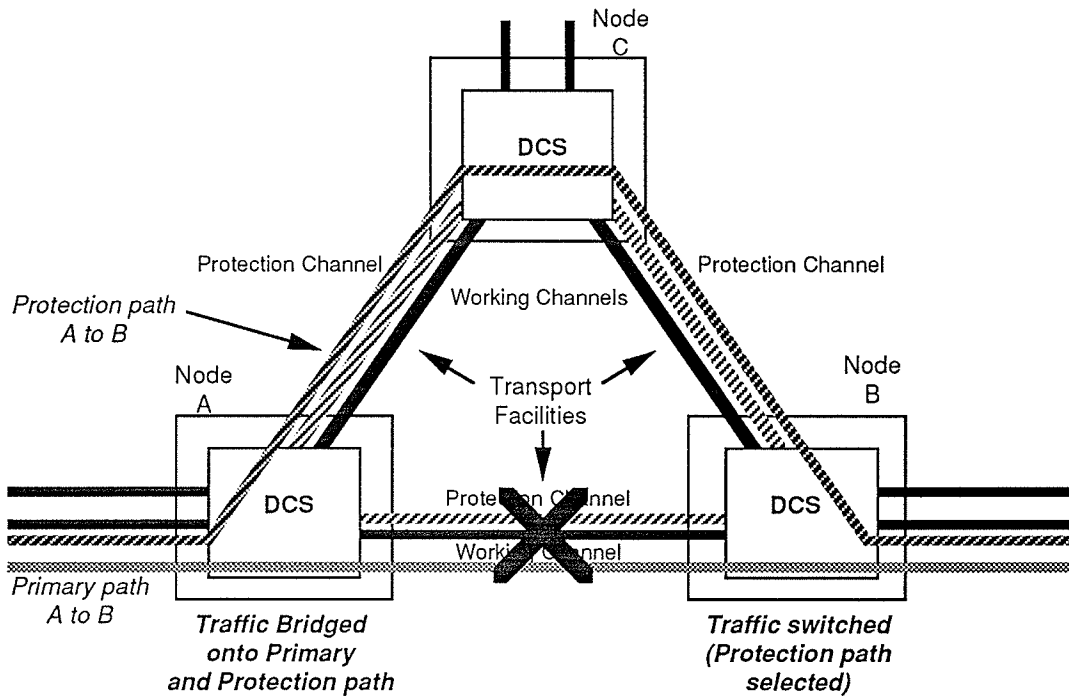 Node
C
DCS
Protection Channel
Protection Channel
Working Channels
Protection path
A to B
Node
A
Transport
Facilities
Node
B
DCS
Protection Channel
Working Channel
DCS
Primary path
A to B
Traffic Bridged
onto Primary
and Protection path
Traffic switched
(Protection path
selected)